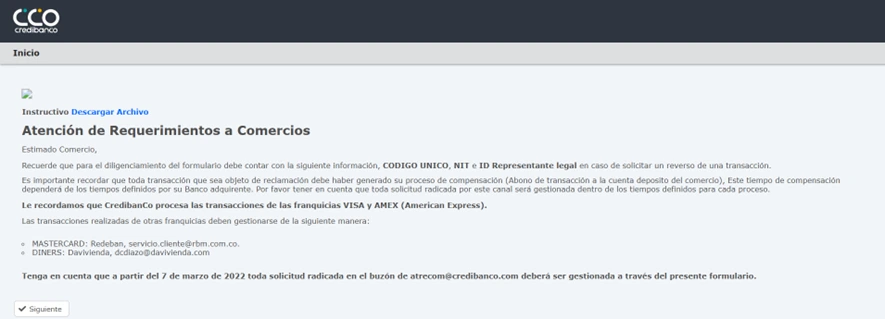 CCO
credibanco
Inicio
Instructivo Descargar Archivo
Atención de Requerimientos a Comercios
Estimado Comercio,
Recuerde que para el diligenciamiento del formulario debe contar con la siguiente información, CODIGO UNICO, NIT e ID Representante legal en caso de solicitar un reverso de una transacción.
Es importante recordar que toda transacción que sea objeto de reclamación debe haber generado su proceso de compensación (Abono de transacción a la cuenta deposito del comercio), Este tiempo de compensación
dependerá de los tiempos definidos por su Banco adquirente. Por favor tener en cuenta que toda solicitud radicada por este canal será gestionada dentro de los tiempos definidos para cada proceso.
Le recordamos que CredibanCo procesa las transacciones de las franquicias VISA y AMEX (American Express).
Las transacciones realizadas de otras franquicias deben gestionarse de la siguiente manera:
MASTERCARD: Redeban, servicio.cliente@rbm.com.co.
DINERS: Davivienda, dcdiazo@davivienda.com
Tenga en cuenta que a partir del 7 de marzo de 2022 toda solicitud radicada en el buzón de atrecom@credibanco.com deberá ser gestionada a través del presente formulario.
Siguiente